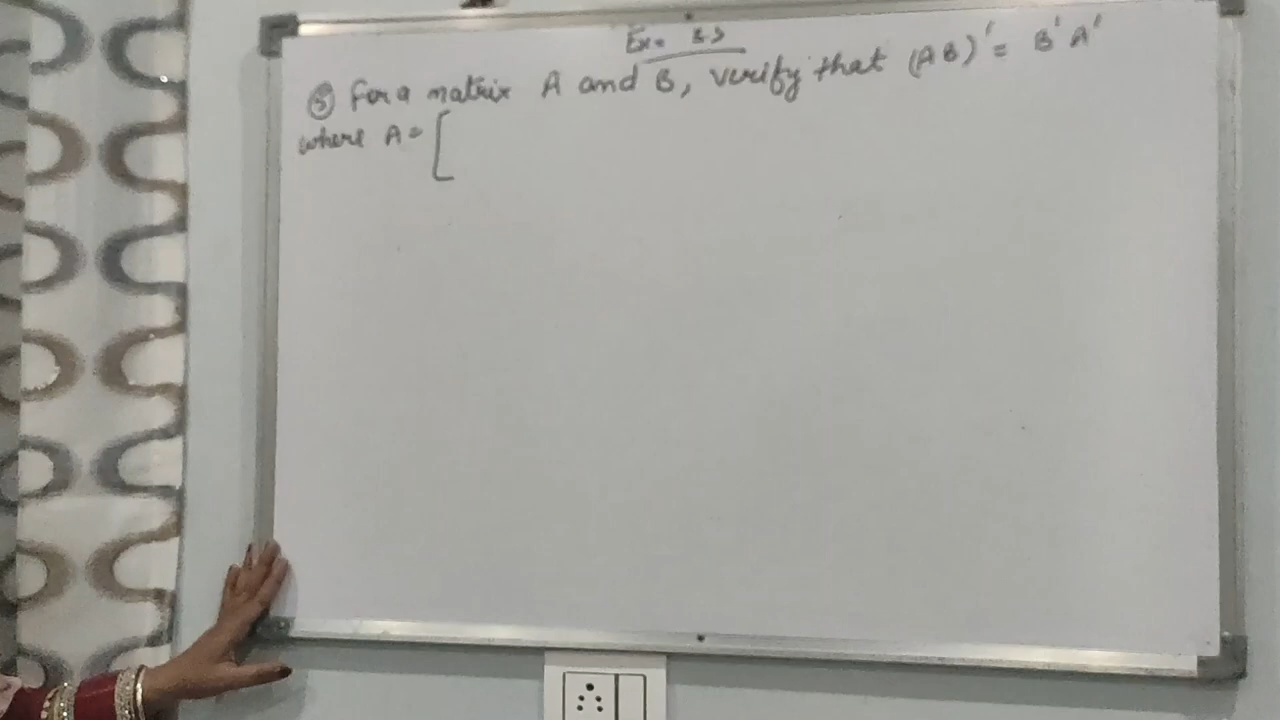 Ex. 3.3
⑤ For a matrix A and B, verify that (AB)' = B'A'
where A = [